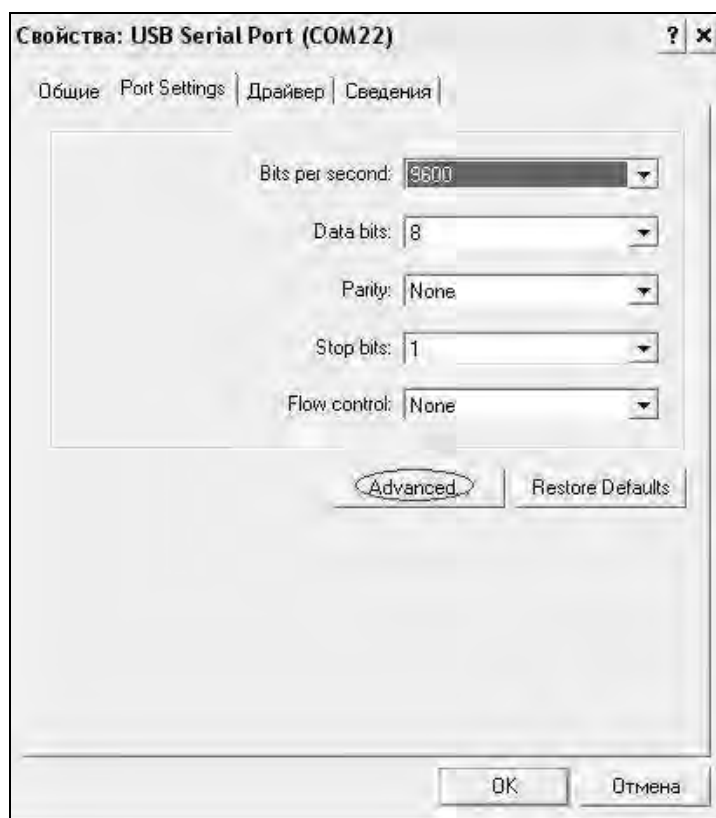 Свойства: USB Serial Port (COM22) ? ×
Общие Port Settings Драйвер Сведения
Bits per second: 9600
Data bits: 8
Parity: None
Stop bits: 1
Flow control: None
Advanced... Restore Defaults
OK Отмена